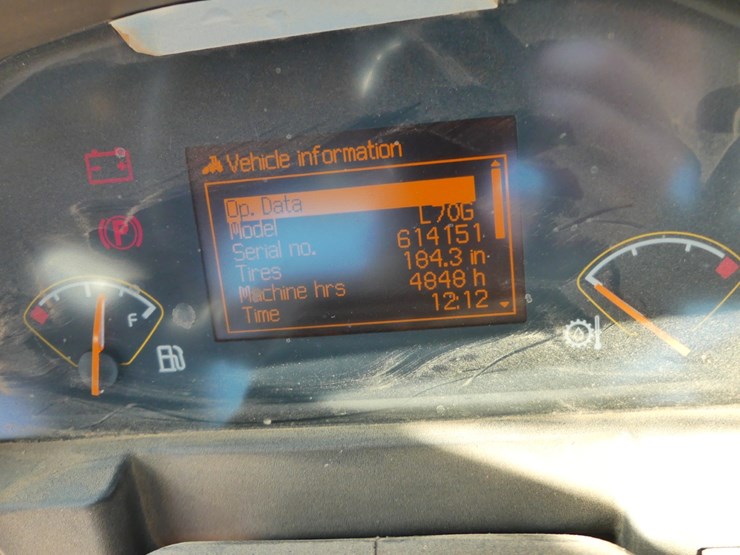 Vehicle information
Op. Data
Model L70G
Serial no. 614151
Tires 184.3 in
Machine hrs 4848 h
Time 12:12
P
F